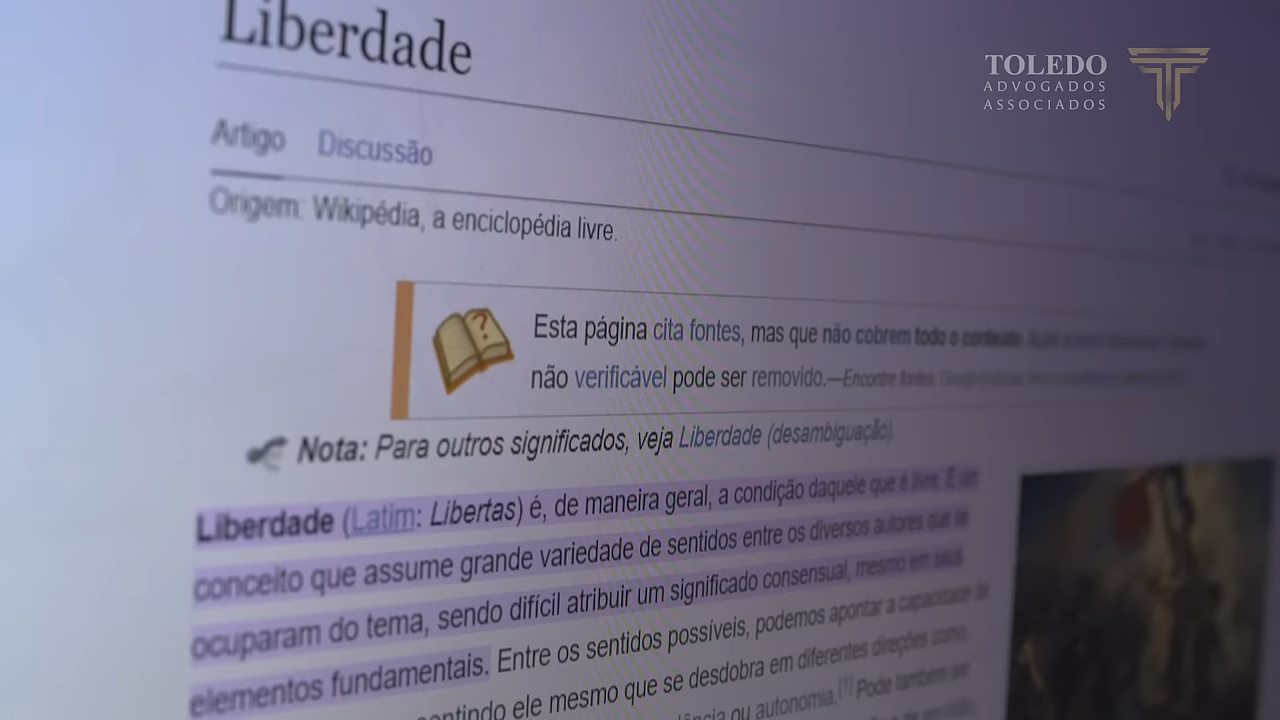 Liberdade
TOLEDO
ADVOGADOS
ASSOCIADOS
Artigo Discussão
Origem: Wikipédia, a enciclopédia livre.
Esta página cita fontes, mas que não cobrem todo o conteúdo.
não verificável pode ser removido.—Encontre fontes:
Nota: Para outros significados, veja Liberdade (desambiguação).
Liberdade (Latim: Libertas) é, de maneira geral, a condição daquele que é livre. É um
conceito que assume grande variedade de sentidos entre os diversos autores que se
ocuparam do tema, sendo difícil atribuir um significado consensual, mesmo em seus
elementos fundamentais. Entre os sentidos possíveis, podemos apontar a capacidade de
ele mesmo que se desdobra em diferentes direções como,
ou autonomia.[1] Pode também ser